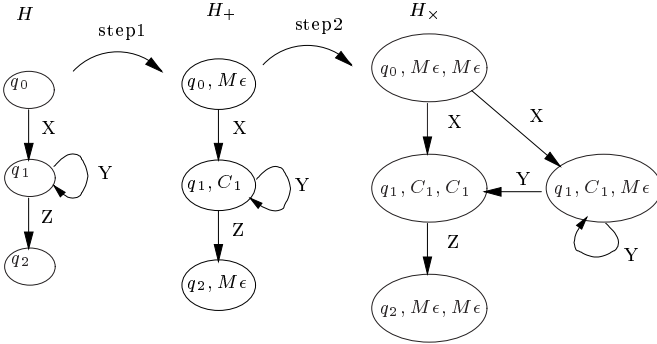 H
step1
q₀
X
q₁
Y
Z
q₂
H₊
step2
q₀, Mϵ
X
q₁, C₁
Y
Z
q₂, Mϵ
H×
q₀, Mϵ, Mϵ
X
X
q₁, C₁, C₁
Y
q₁, C₁, Mϵ
Y
Z
q₂, Mϵ, Mϵ